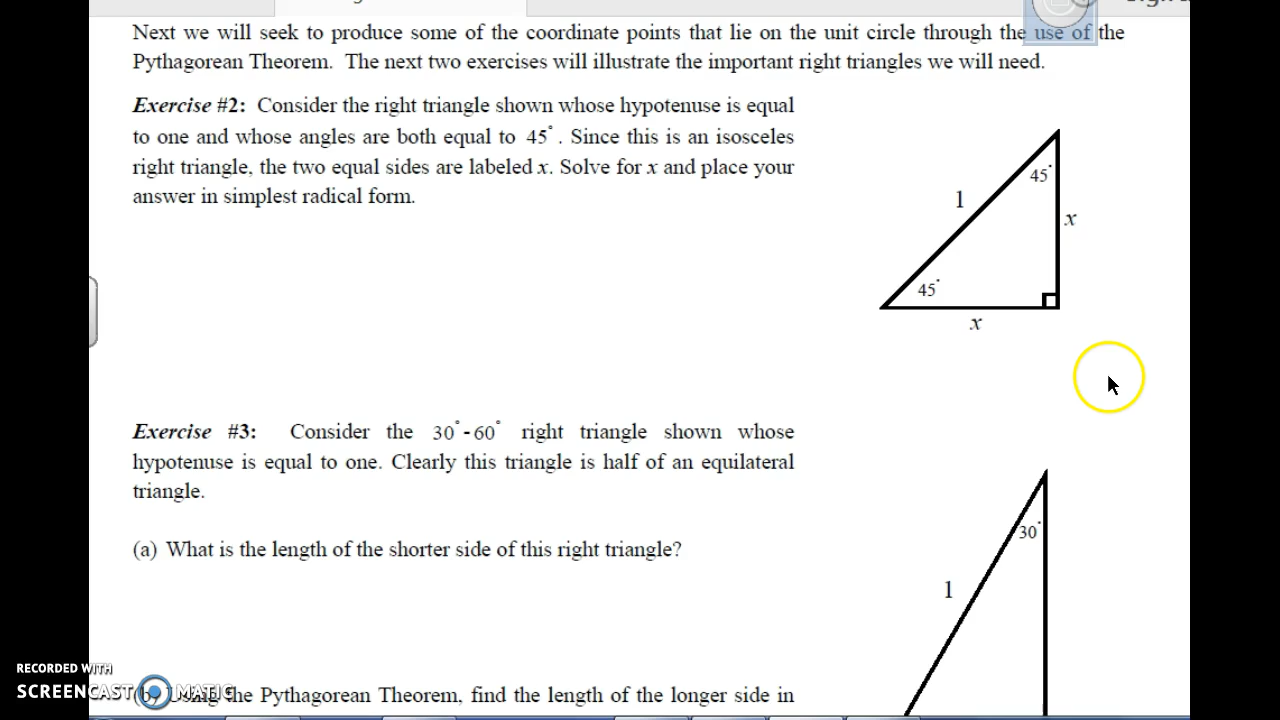 Next we will seek to produce some of the coordinate points that lie on the unit circle through the use of the
Pythagorean Theorem. The next two exercises will illustrate the important right triangles we will need.
Exercise #2: Consider the right triangle shown whose hypotenuse is equal
to one and whose angles are both equal to 45°. Since this is an isosceles
right triangle, the two equal sides are labeled x. Solve for x and place your
answer in simplest radical form.
45°
1
x
45°
x
Exercise #3: Consider the 30°-60° right triangle shown whose
hypotenuse is equal to one. Clearly this triangle is half of an equilateral
triangle.
30°
(a) What is the length of the shorter side of this right triangle?
1
(b) Using the Pythagorean Theorem, find the length of the longer side in
RECORDED WITH
SCREENCAST MATIC